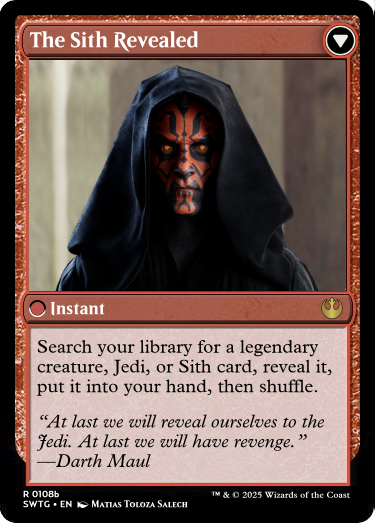 The Sith Revealed
Instant
Search your library for a legendary
creature, Jedi, or Sith card, reveal it,
put it into your hand, then shuffle.
“At last we will reveal ourselves to the
Jedi. At last we will have revenge.”
—Darth Maul
R 0108b
SWTG • EN Matias Toloza Salech
™ & © 2025 Wizards of the Coast